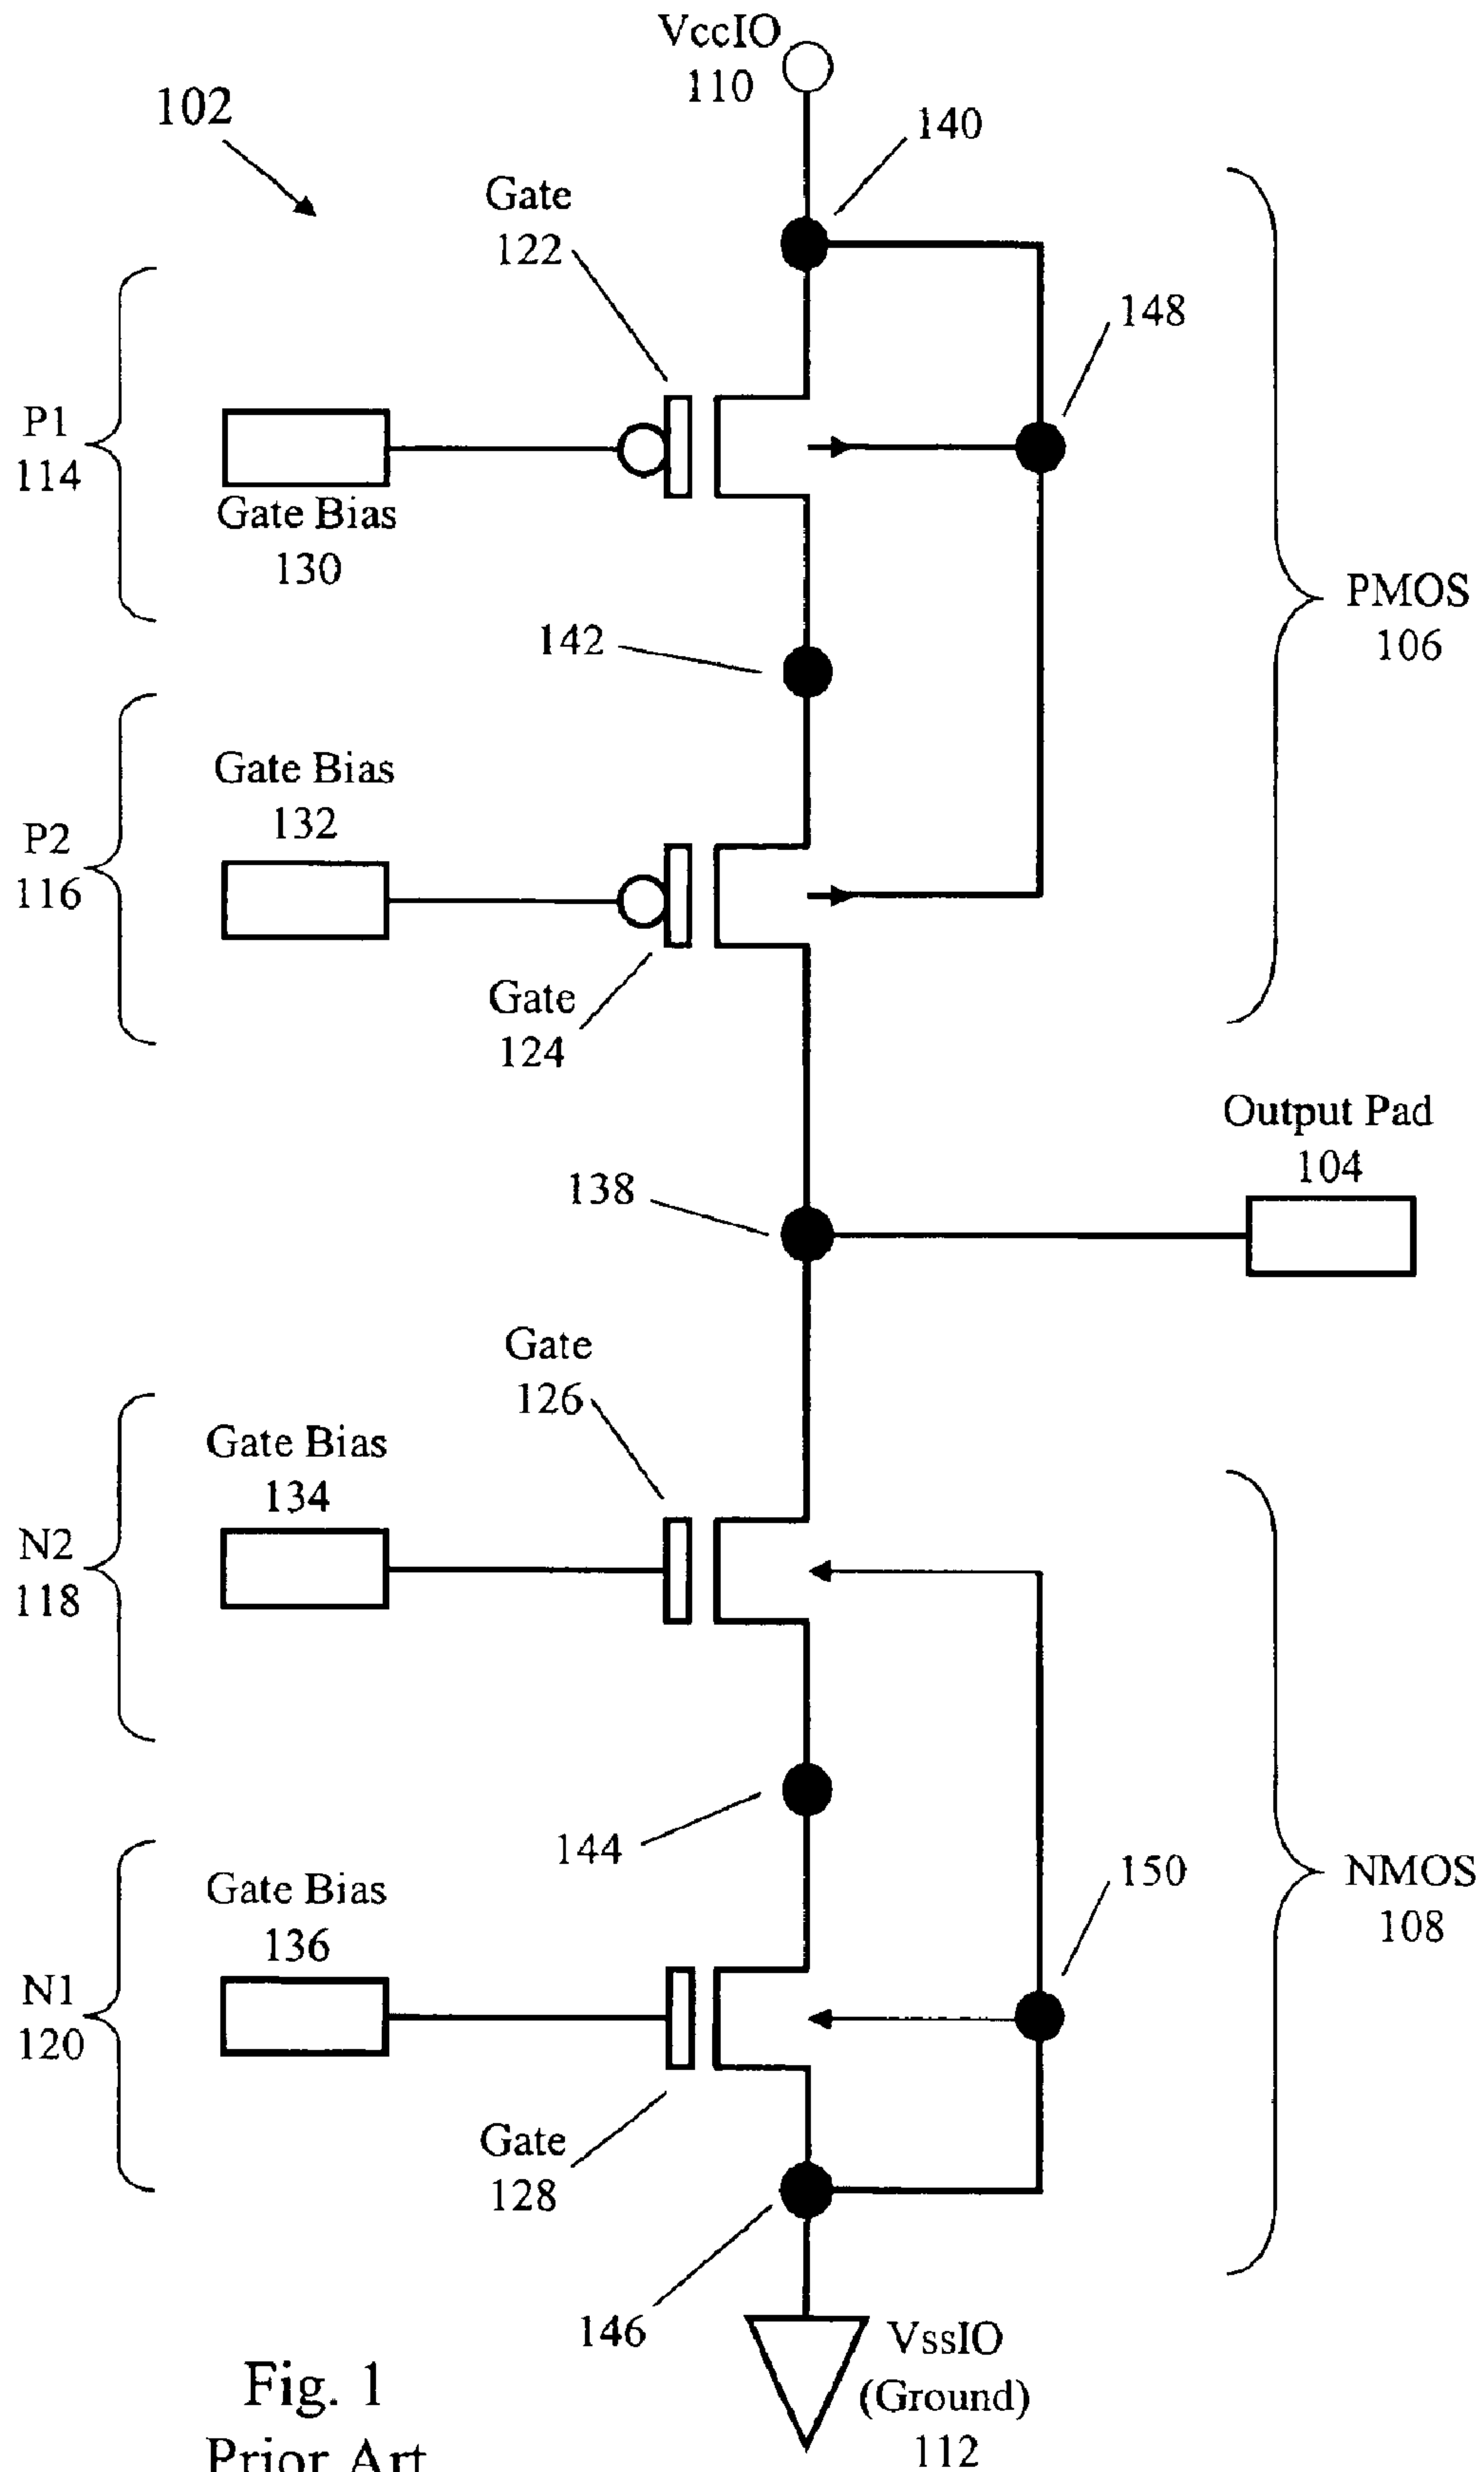 VccIO
110
102
140
Gate
122
148
P1
114
Gate Bias
130
PMOS
106
142
Gate Bias
132
P2
116
Gate
124
Output Pad
104
138
Gate
126
Gate Bias
134
N2
118
144
150
NMOS
108
Gate Bias
136
N1
120
Gate
128
146
VssIO
(Ground)
112
Fig. 1
Prior Art